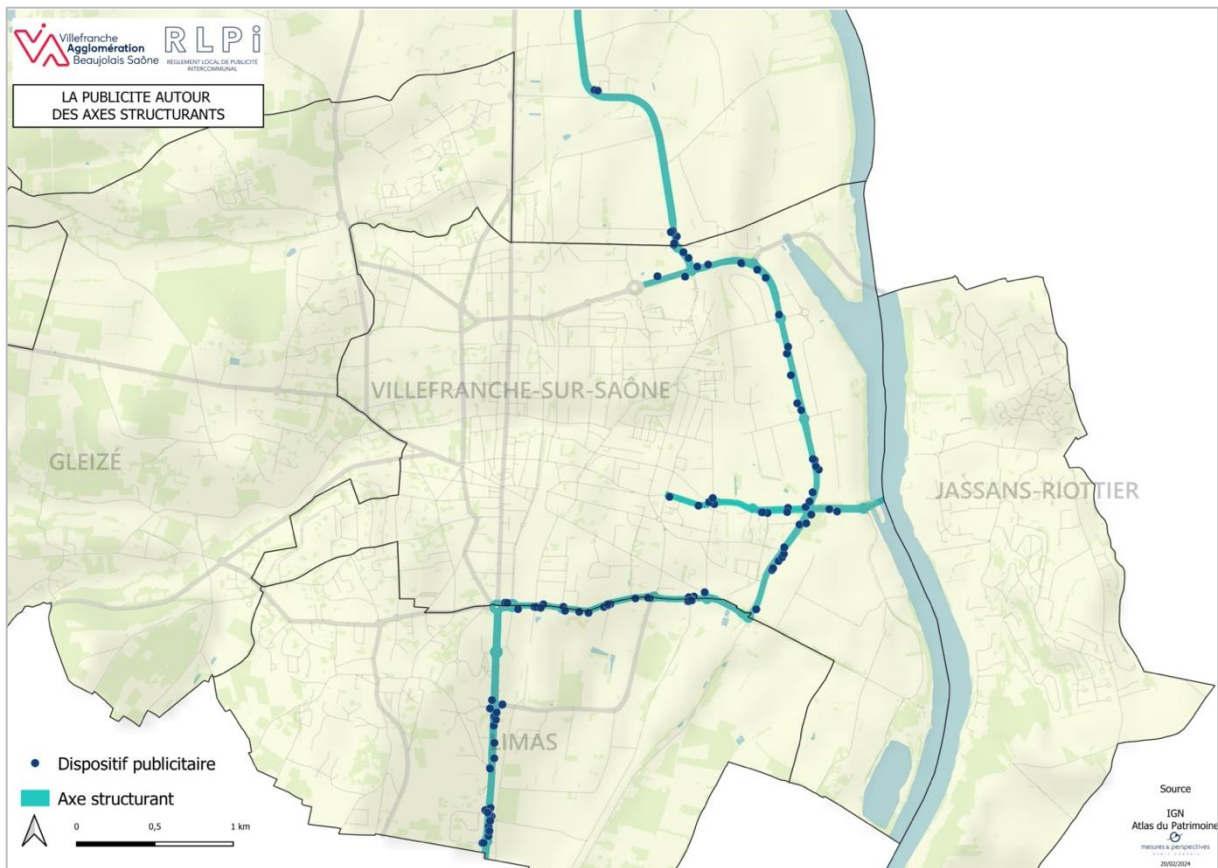 Villefranche
Agglomération
Beaujolais Saône
RLPi
RÈGLEMENT LOCAL DE PUBLICITÉ
INTERCOMMUNAL
LA PUBLICITE AUTOUR
DES AXES STRUCTURANTS
VILLEFRANCHE-SUR-SAÔNE
GLEIZÉ
JASSANS-RIOTTIER
LIMAS
Dispositif publicitaire
Axe structurant
0 0,5 1 km
Source
IGN
Atlas du Patrimoine
mesures & perspectives
20/02/2024